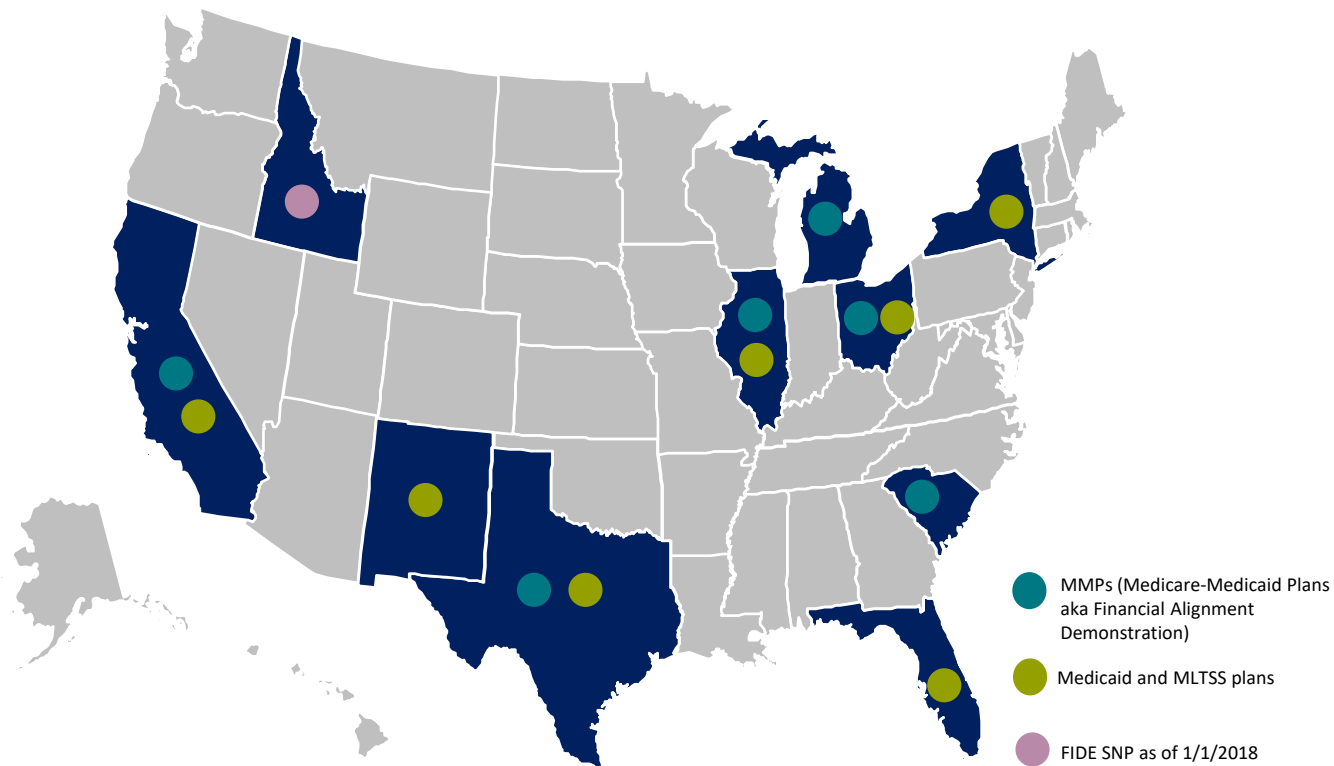 MMPs (Medicare-Medicaid Plans
aka Financial Alignment
Demonstration)
Medicaid and MLTSS plans
FIDE SNP as of 1/1/2018